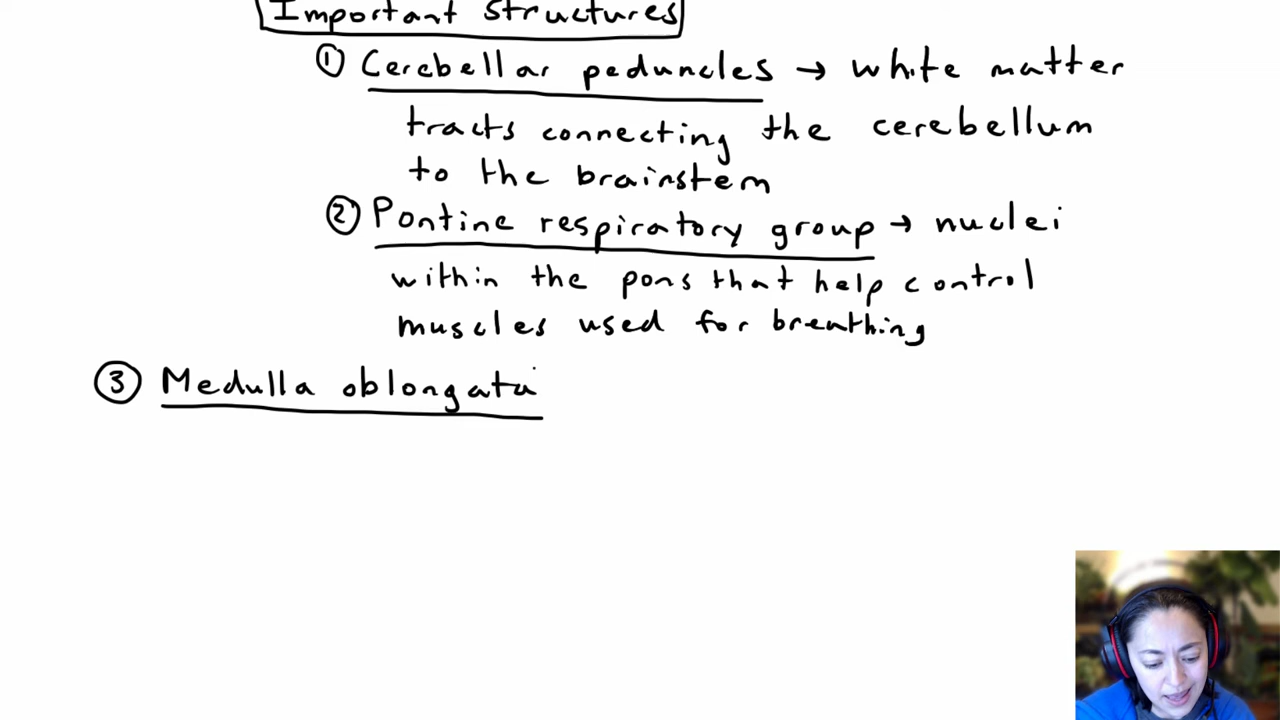 Important Structures
① Cerebellar peduncles → white matter
tracts connecting the cerebellum
to the brainstem
② Pontine respiratory group → nuclei
within the pons that help control
muscles used for breathing
③ Medulla oblongata